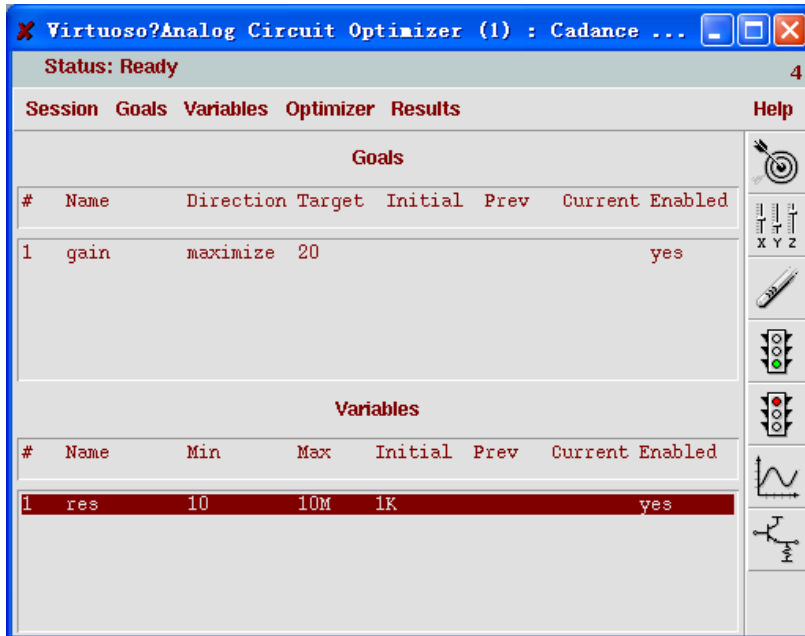 Virtuoso?Analog Circuit Optimizer (1) : Cadance ...
Status: Ready 4
Session Goals Variables Optimizer Results Help
Goals
# Name Direction Target Initial Prev Current Enabled
1 gain maximize 20 yes
X Y Z
Variables
# Name Min Max Initial Prev Current Enabled
1 res 10 10M 1K yes